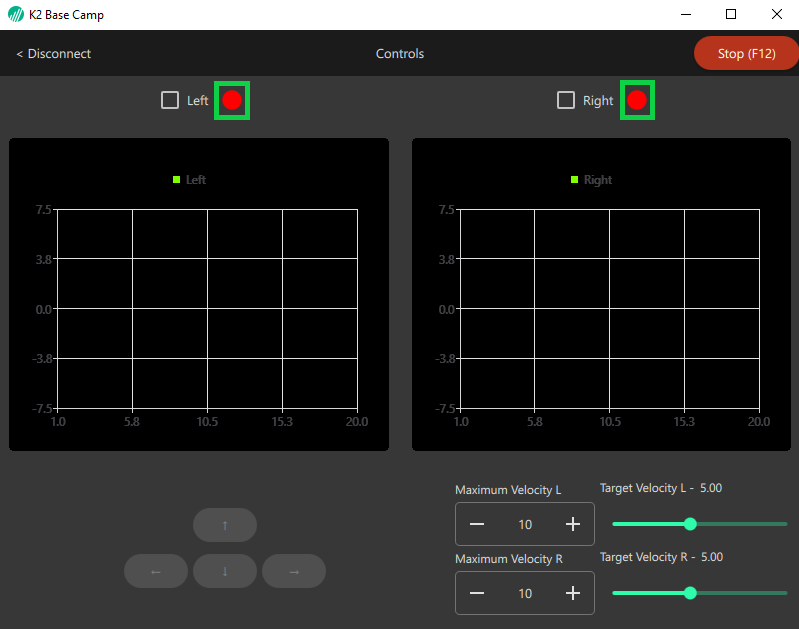 K2 Base Camp
< Disconnect
Controls
Stop (F12)
Left
Right
Left
7.5
3.8
0.0
-3.8
-7.5
1.0 5.8 10.5 15.3 20.0
Right
7.5
3.8
0.0
-3.8
-7.5
1.0 5.8 10.5 15.3 20.0
↑
← ↓ →
Maximum Velocity L
− 10 +
Target Velocity L - 5.00
Maximum Velocity R
− 10 +
Target Velocity R - 5.00